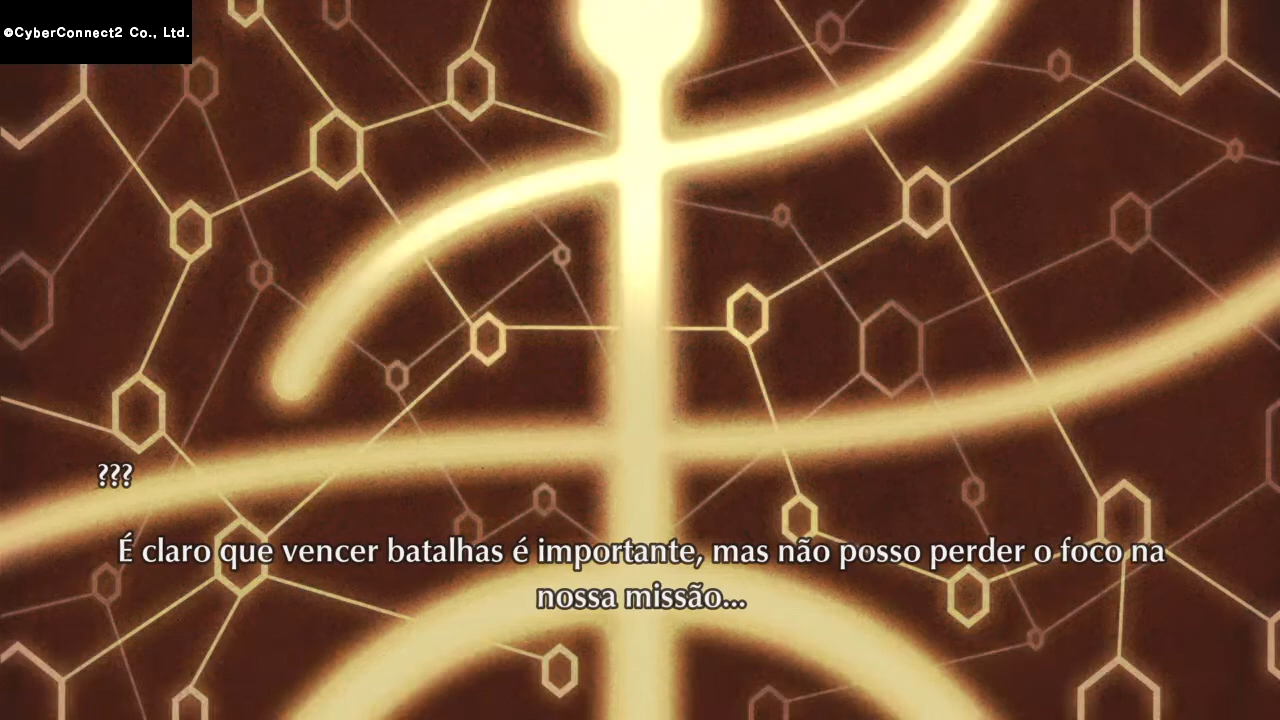 ©CyberConnect2 Co., Ltd.
???
É claro que vencer batalhas é importante, mas não posso perder o foco na
nossa missão...